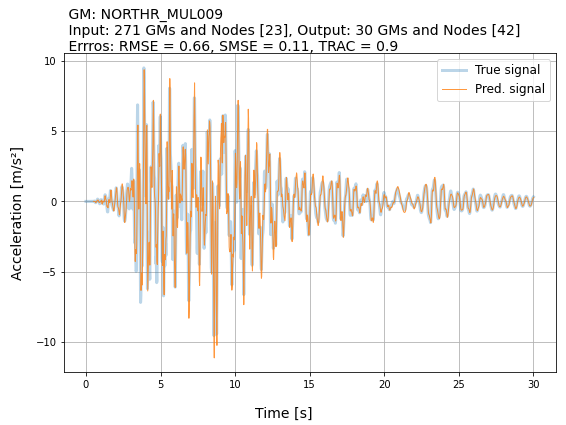 GM: NORTHR_MUL009
Input: 271 GMs and Nodes [23], Output: 30 GMs and Nodes [42]
Errros: RMSE = 0.66, SMSE = 0.11, TRAC = 0.9
True signal
Pred. signal
10
5
0
−5
−10
Acceleration [m/s²]
0 5 10 15 20 25 30
Time [s]